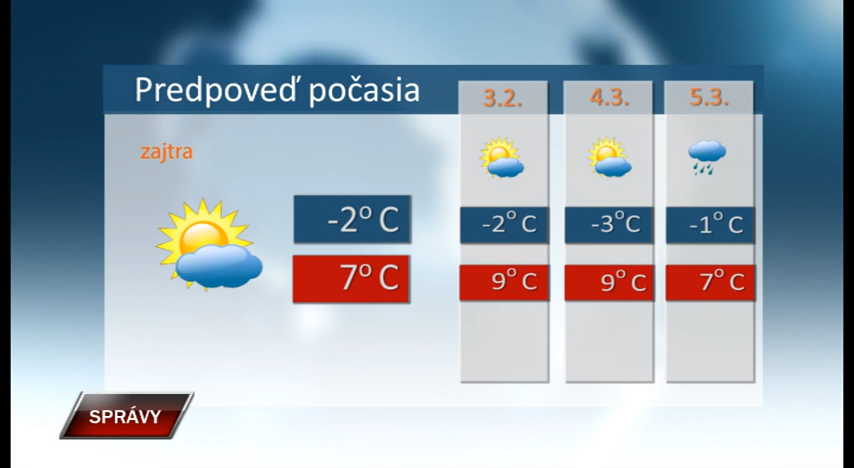 Predpoveď počasia
3.2.
4.3.
5.3.
zajtra
-2° C
7° C
-2° C
-3°C
-1° C
9° C
9° C
7° C
SPRÁVY